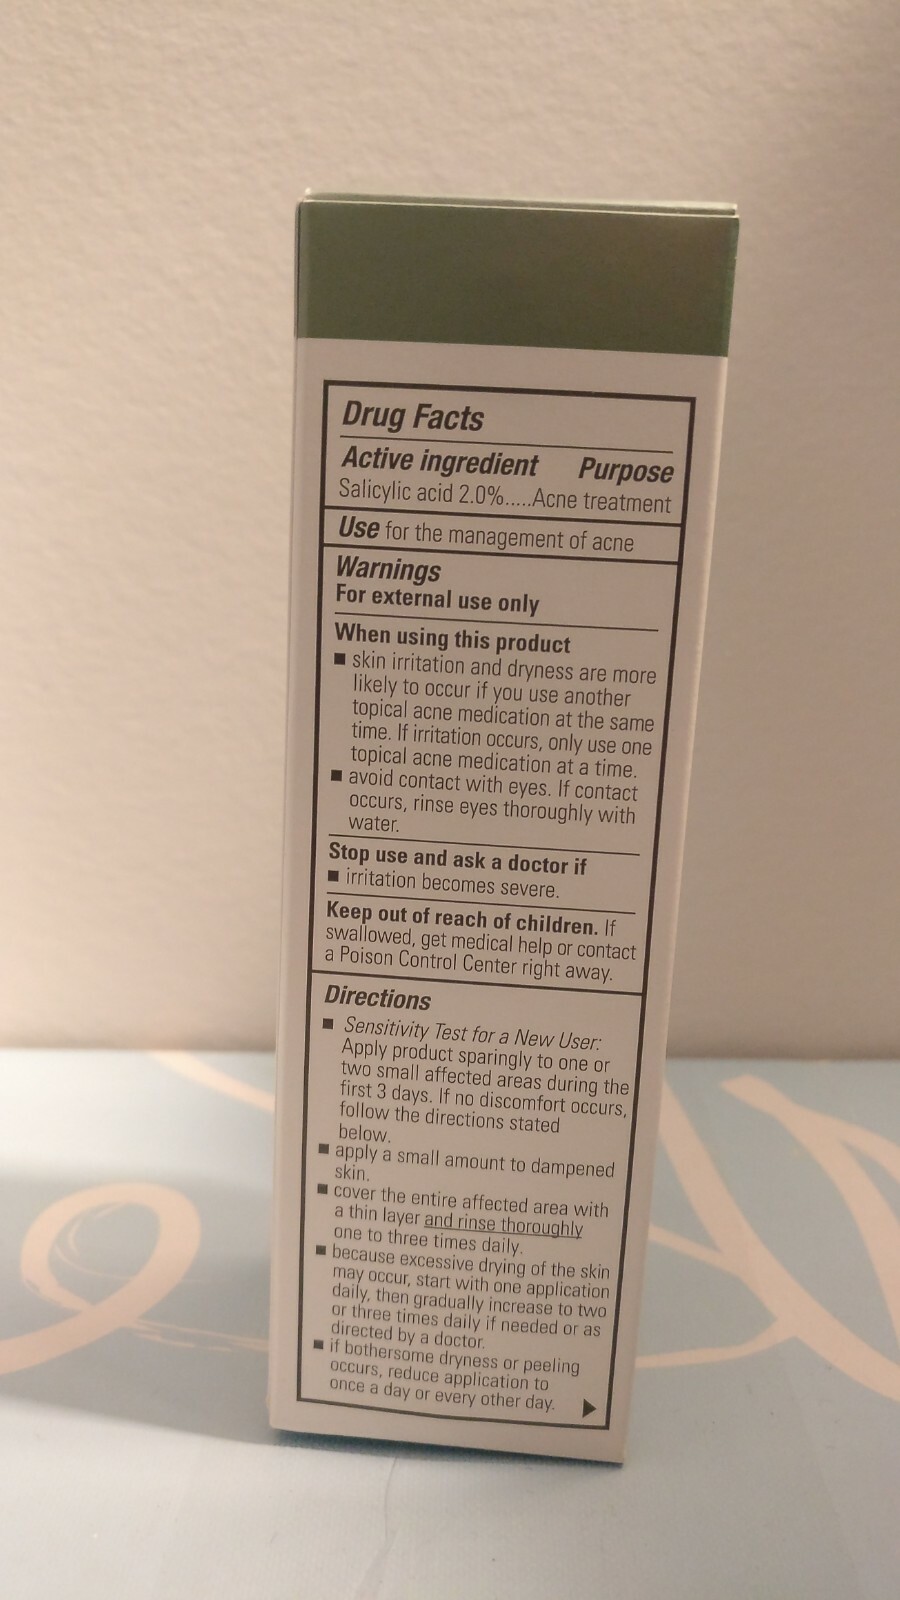 Drug Facts
Active ingredient Purpose
Salicylic acid 2.0%.....Acne treatment
Use for the management of acne
Warnings
For external use only
When using this product
■ skin irritation and dryness are more
likely to occur if you use another
topical acne medication at the same
time. If irritation occurs, only use one
topical acne medication at a time.
■ avoid contact with eyes. If contact
occurs, rinse eyes thoroughly with
water.
Stop use and ask a doctor if
■ irritation becomes severe.
Keep out of reach of children. If
swallowed, get medical help or contact
a Poison Control Center right away.
Directions
■ Sensitivity Test for a New User:
Apply product sparingly to one or
two small affected areas during the
first 3 days. If no discomfort occurs,
follow the directions stated
below.
■ apply a small amount to dampened
skin.
■ cover the entire affected area with
a thin layer and rinse thoroughly
one to three times daily.
■ because excessive drying of the skin
may occur, start with one application
daily, then gradually increase to two
or three times daily if needed or as
directed by a doctor.
■ if bothersome dryness or peeling
occurs, reduce application to
once a day or every other day.